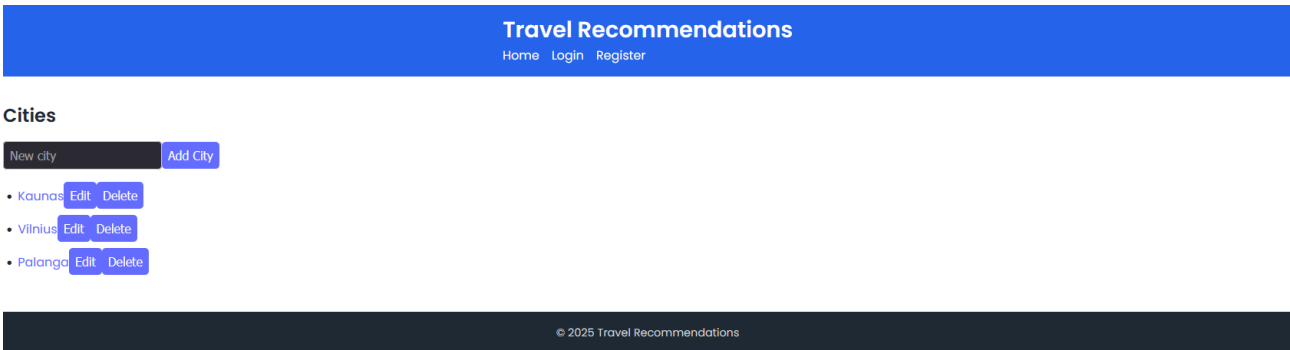 Travel Recommendations
Home Login Register
Cities
New city Add City
Kaunas Edit Delete
Vilnius Edit Delete
Palanga Edit Delete
© 2025 Travel Recommendations